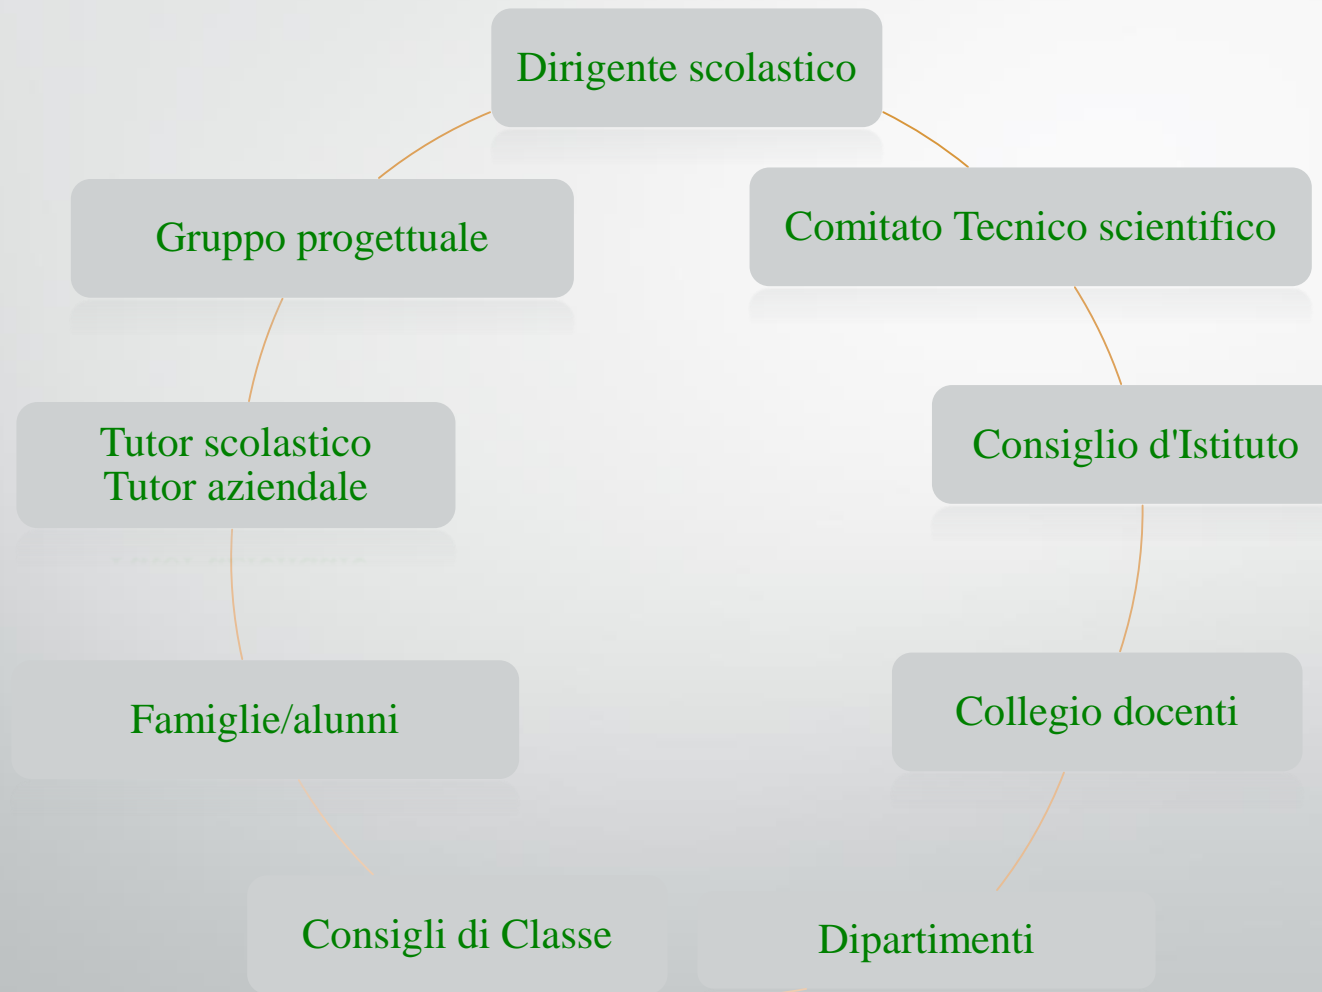 Dirigente scolastico
Gruppo progettuale
Comitato Tecnico scientifico
Tutor scolastico
Tutor aziendale
Consiglio d'Istituto
Famiglie/alunni
Collegio docenti
Consigli di Classe
Dipartimenti